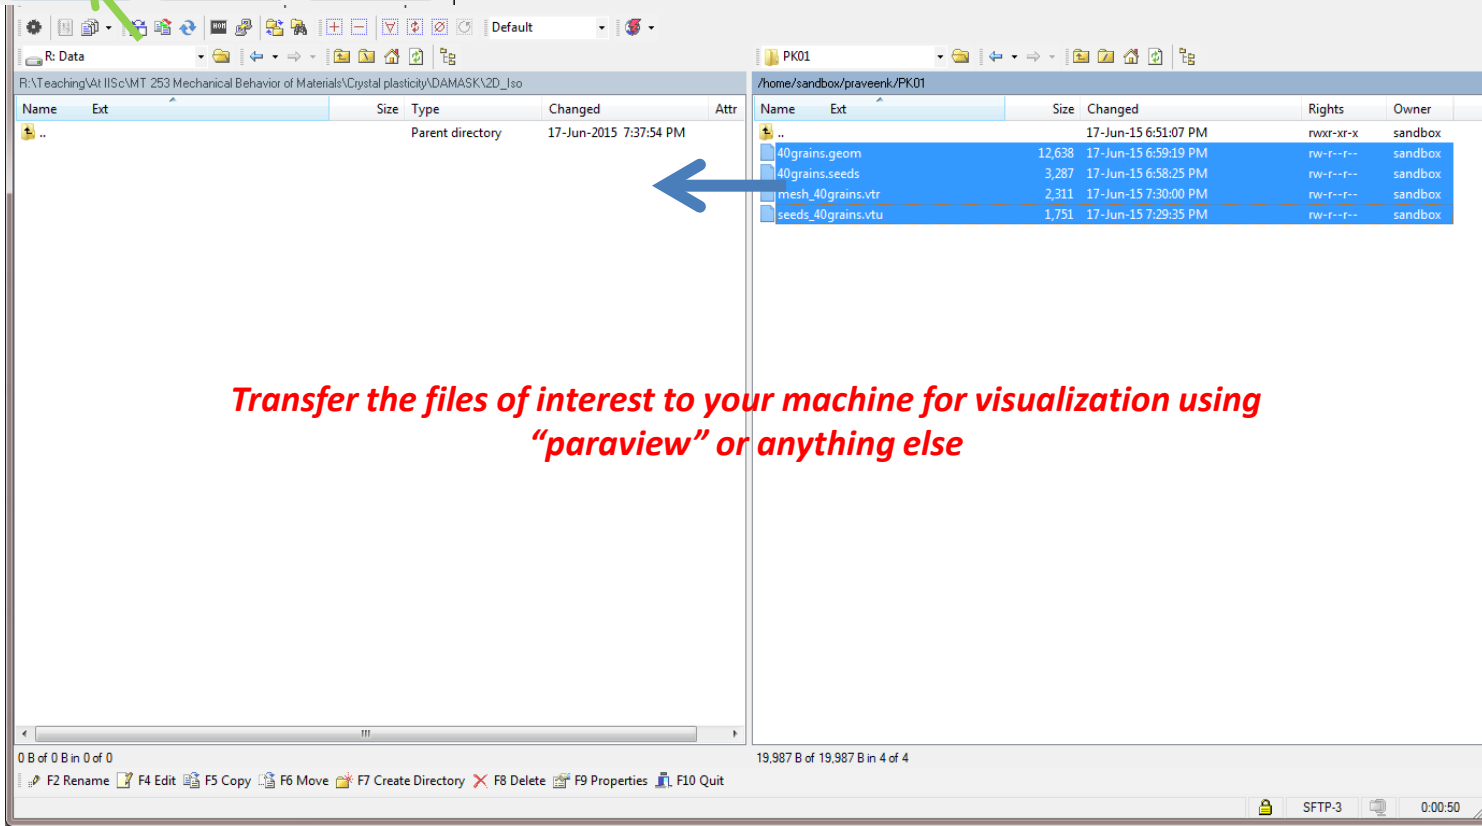 Default
R: Data
PK01
R:\Teaching\At IISc\MT 253 Mechanical Behavior of Materials\Crystal plasticity\DAMASK\2D_Iso
/home/sandbox/praveenk/PK01
Name Ext Size Type Changed Attr
Name Ext Size Changed Rights Owner
.. Parent directory 17-Jun-2015 7:37:54 PM
.. 17-Jun-15 6:51:07 PM rwxr-xr-x sandbox
40grains.geom 12,638 17-Jun-15 6:59:19 PM rw-r--r-- sandbox
40grains.seeds 3,287 17-Jun-15 6:58:25 PM rw-r--r-- sandbox
mesh_40grains.vtr 2,311 17-Jun-15 7:30:00 PM rw-r--r-- sandbox
seeds_40grains.vtu 1,751 17-Jun-15 7:29:35 PM rw-r--r-- sandbox
Transfer the files of interest to your machine for visualization using
“paraview” or anything else
0 B of 0 B in 0 of 0
19,987 B of 19,987 B in 4 of 4
F2 Rename F4 Edit F5 Copy F6 Move F7 Create Directory F8 Delete F9 Properties F10 Quit
SFTP-3 0:00:50